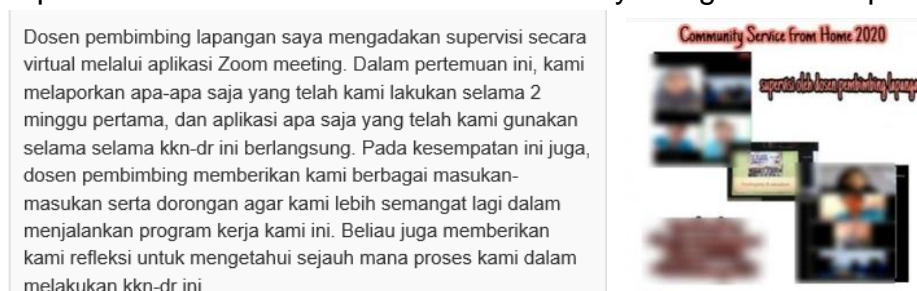 Dosen pembimbing lapangan saya mengadakan supervisi secara
virtual melalui aplikasi Zoom meeting. Dalam pertemuan ini, kami
melaporkan apa-apa saja yang telah kami lakukan selama 2
minggu pertama, dan aplikasi apa saja yang telah kami gunakan
selama selama kkn-dr ini berlangsung. Pada kesempatan ini juga,
dosen pembimbing memberikan kami berbagai masukan-
masukan serta dorongan agar kami lebih semangat lagi dalam
menjalankan program kerja kami ini. Beliau juga memberikan
kami refleksi untuk mengetahui sejauh mana proses kami dalam
melakukan kkn-dr ini
Community Service from Home 2020
supervisi oleh dosen pembimbing